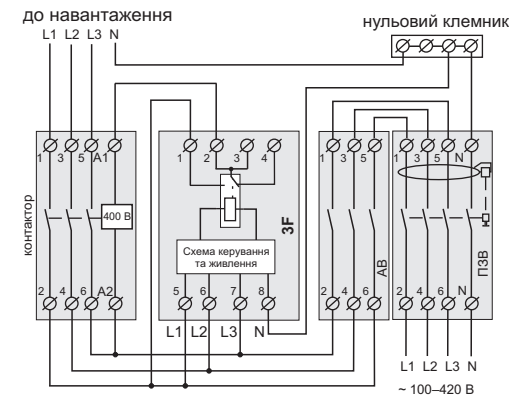 до навантаження
нульовий клемник
L1 L2 L3 N
1 3 5 A1
1 2 3 4
1 3 5
1 3 5 N
контактор
400 В
3F
Схема керування
та живлення
АВ
ПЗВ
2 4 6 A2
5 6 7 8
2 4 6
2 4 6 N
L1 L2 L3 N
L1 L2 L3 N
~ 100–420 В